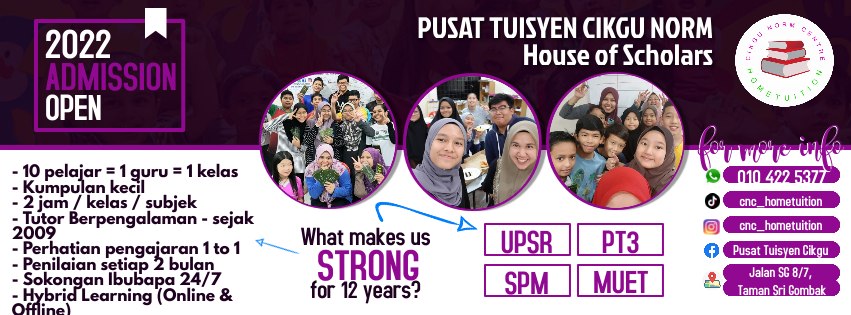 2022
ADMISSION
OPEN
PUSAT TUISYEN CIKGU NORM
House of Scholars
CIKGU NORM CENTRE
HOMETUITION
- 10 pelajar = 1 guru = 1 kelas
- Kumpulan kecil
- 2 jam / kelas / subjek
- Tutor Berpengalaman - sejak
2009
- Perhatian pengajaran 1 to 1
- Penilaian setiap 2 bulan
- Sokongan Ibubapa 24/7
- Hybrid Learning (Online &
Offline)
What makes us
STRONG
for 12 years?
UPSR
PT3
SPM
MUET
for more info
010 422 5377
cnc_hometuition
cnc_hometuition
Pusat Tuisyen Cikgu
Jalan SG 8/7,
Taman Sri Gombak